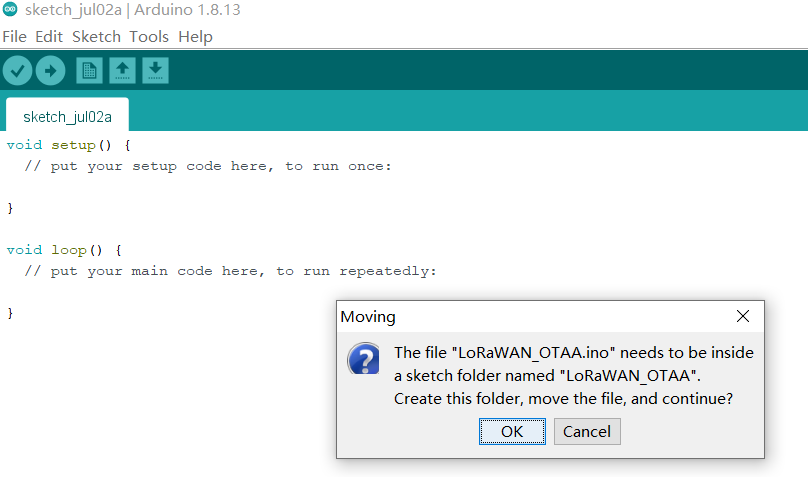 sketch_jul02a | Arduino 1.8.13
File Edit Sketch Tools Help
sketch_jul02a
void setup() {
// put your setup code here, to run once:
}
void loop() {
// put your main code here, to run repeatedly:
}
Moving
The file "LoRaWAN_OTAA.ino" needs to be inside
a sketch folder named "LoRaWAN_OTAA".
Create this folder, move the file, and continue?
OK Cancel